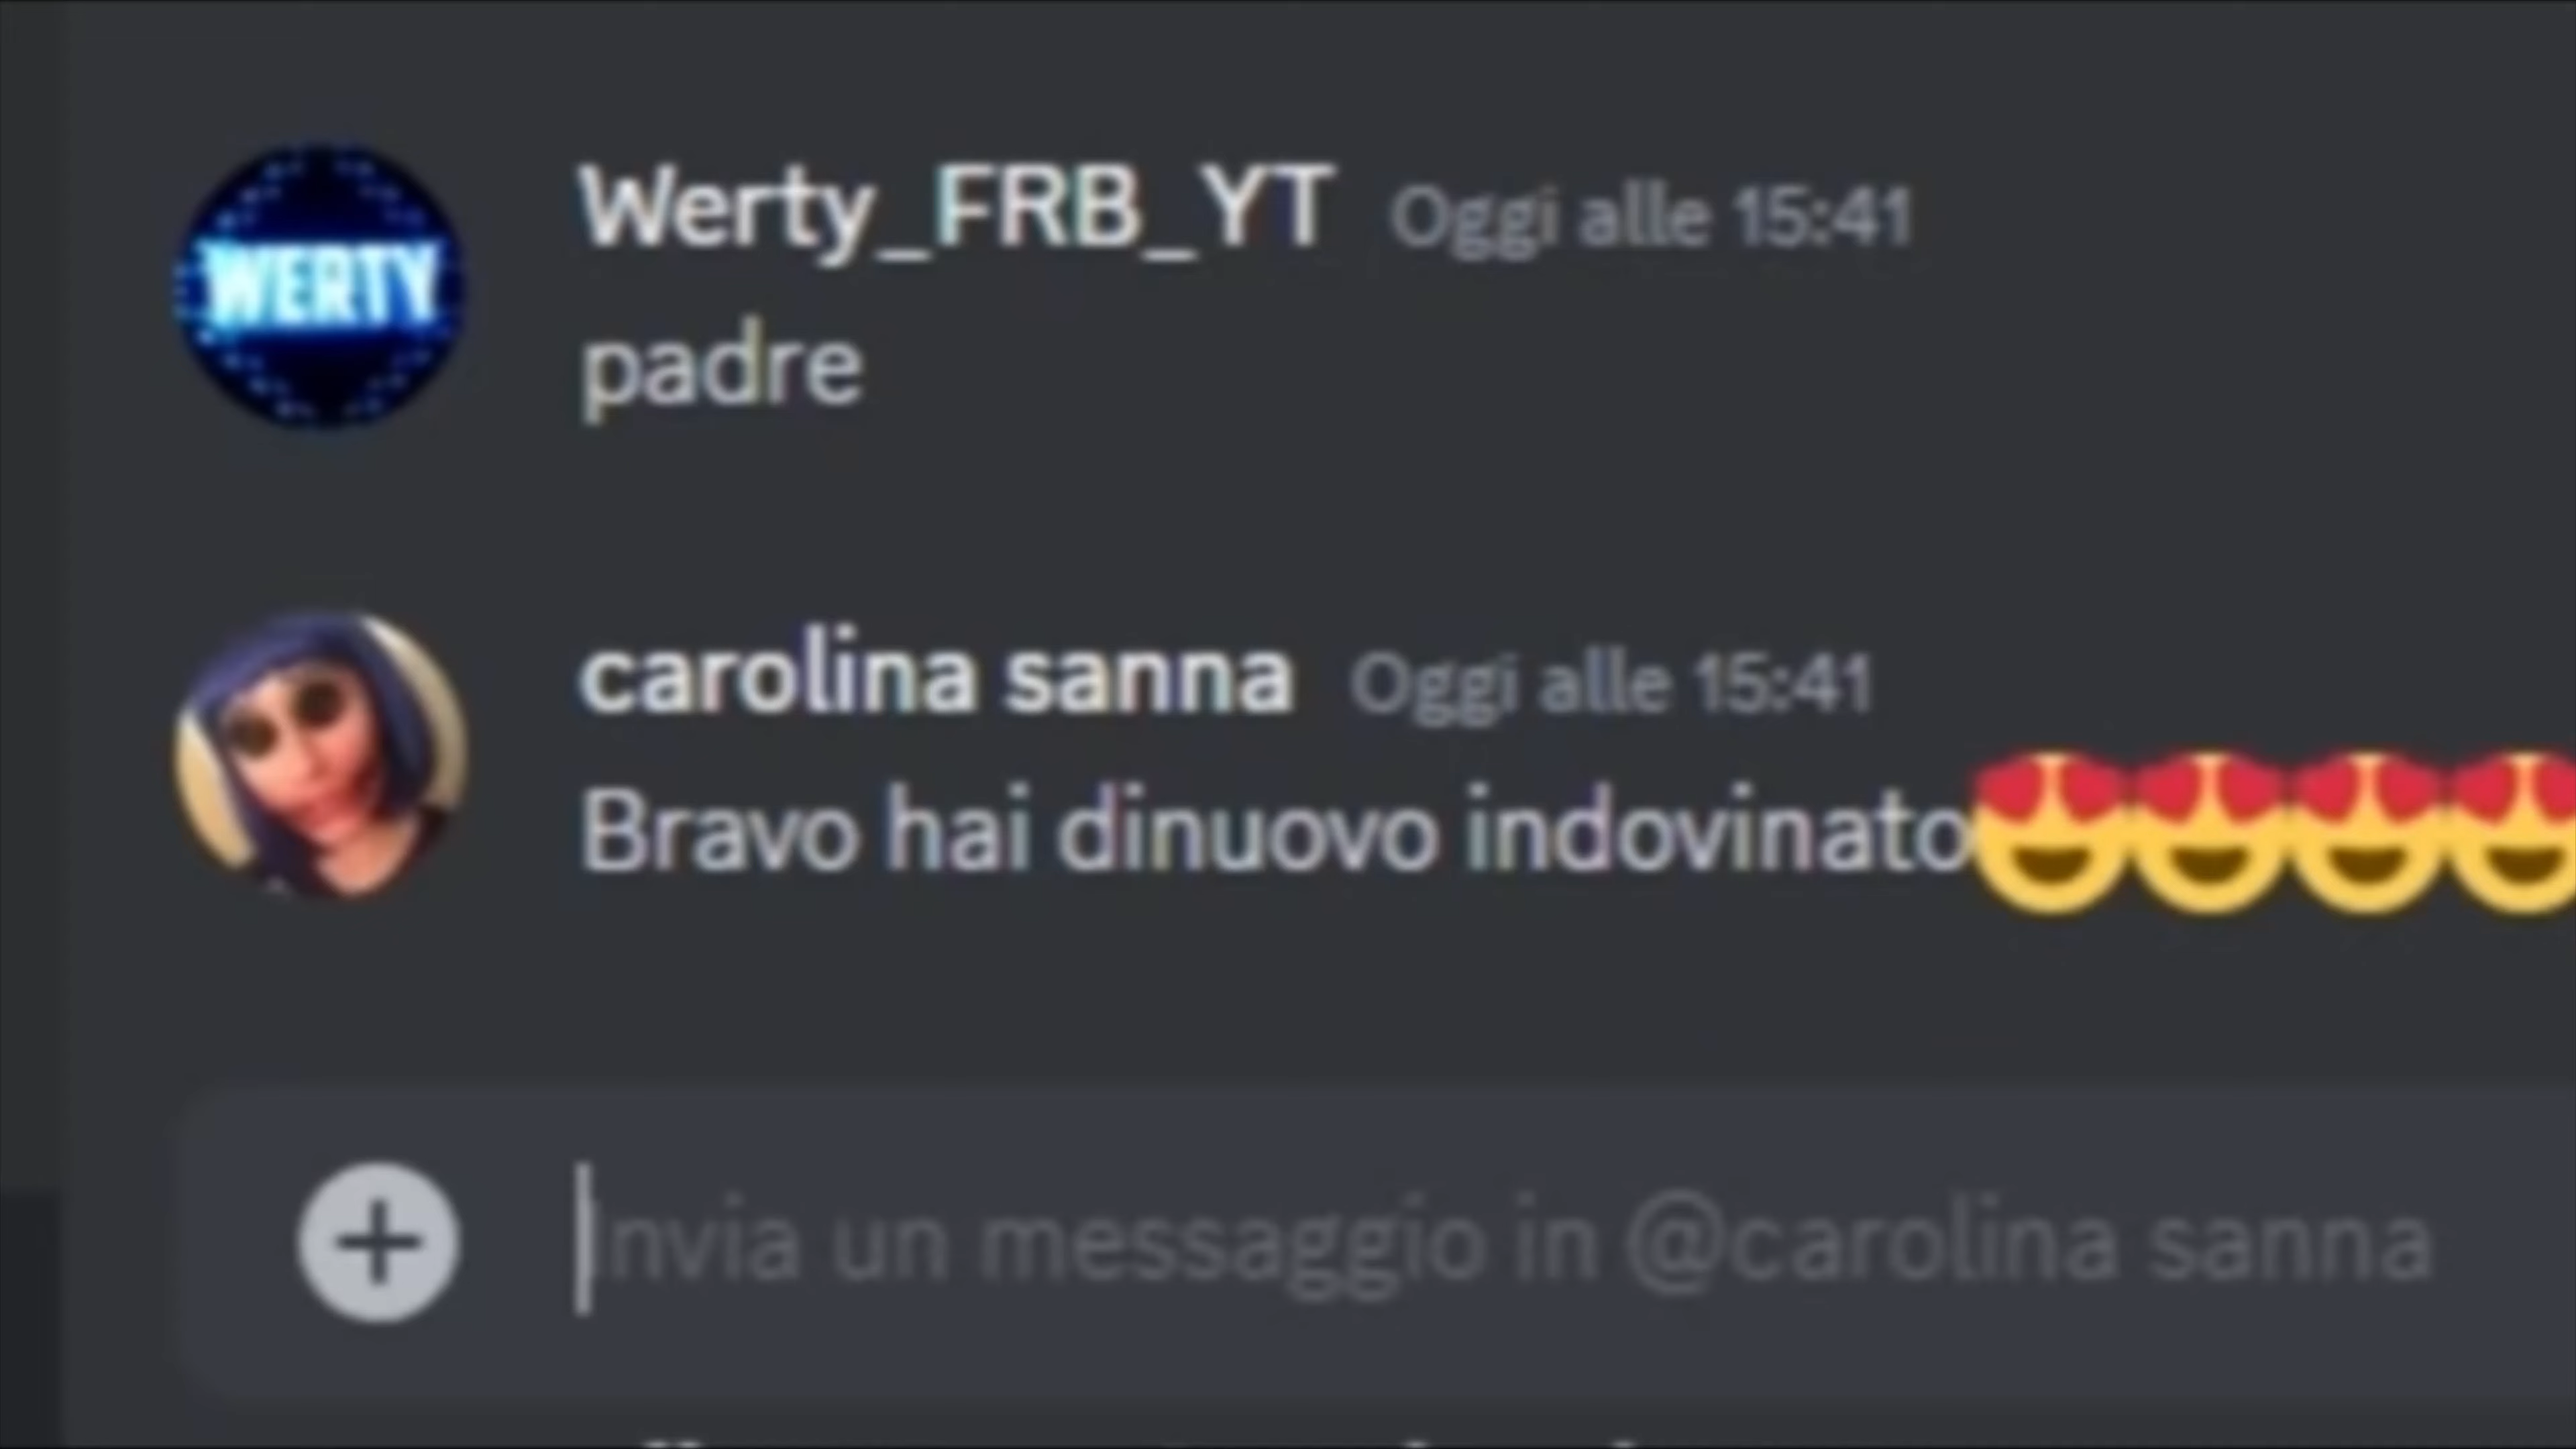 Werty_FRB_YT Oggi alle 15:41
WERTY
padre
carolina sanna Oggi alle 15:41
Bravo hai dinuovo indovinato😍😍😍😍
Invia un messaggio in @carolina sanna